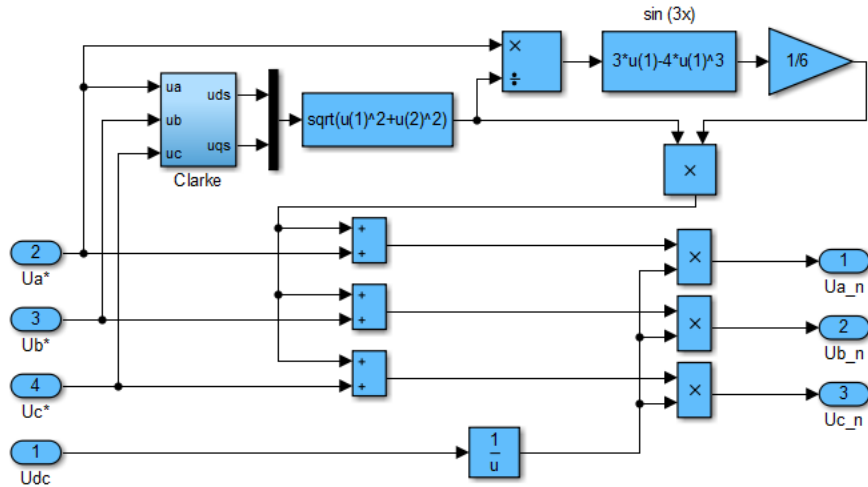 sin (3x)
×
÷
3*u(1)-4*u(1)^3
1/6
ua
ub
uc
uds
uqs
Clarke
sqrt(u(1)^2+u(2)^2)
×
2
Ua*
+
+
×
1
Ua_n
3
Ub*
+
+
×
2
Ub_n
4
Uc*
+
+
×
3
Uc_n
1
Udc
1
u